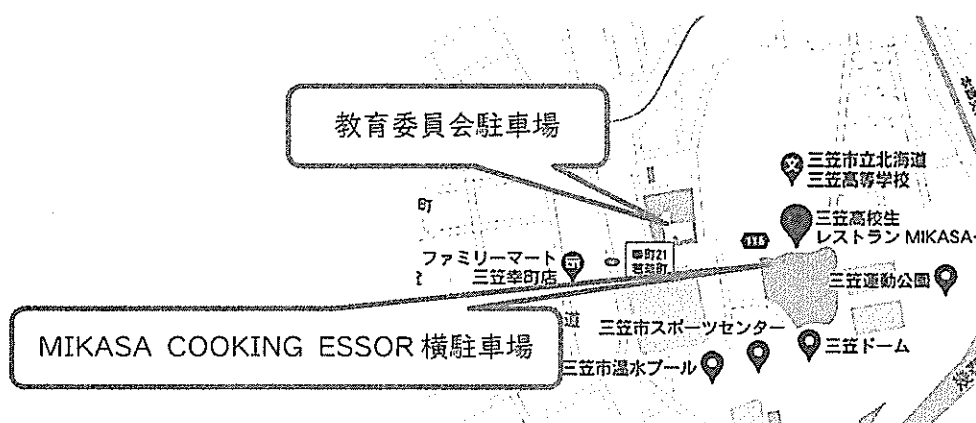 教育委員会駐車場
三笠市立北海道
三笠高等学校
町
三笠高校生
レストラン MIKASA
116
ファミリーマート
三笠幸町店
幸町21
三笠運動公園
MIKASA COOKING ESSOR 横駐車場
道
三笠市スポーツセンター
三笠ドーム
三笠市温水プール